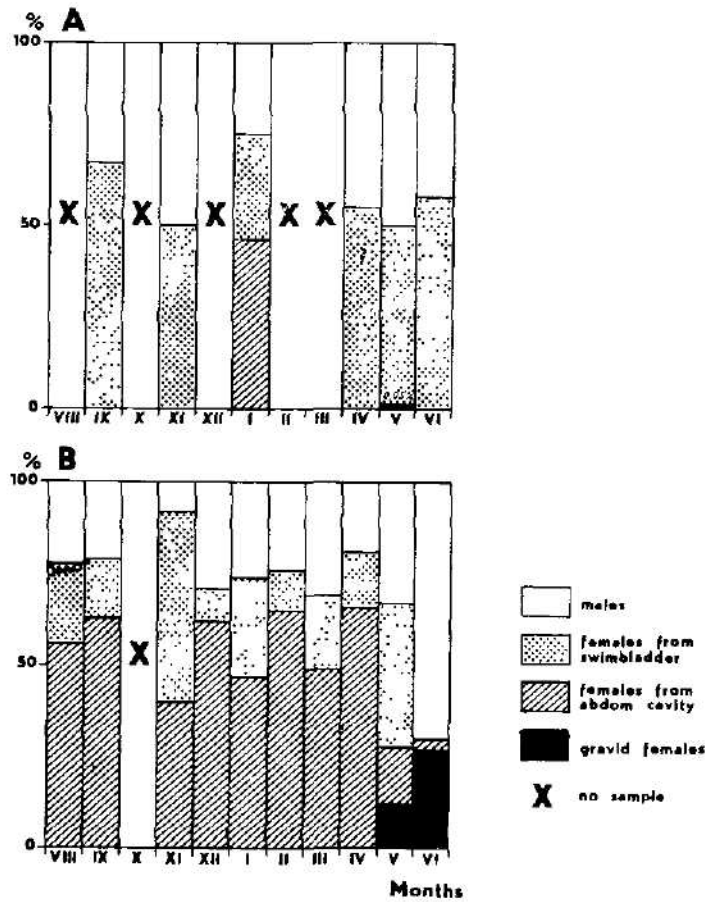 % A
100
X X X X X
50
0
VIII IX X XI XII I II III IV V VI
% B
100
X
50
0
VIII IX X XI XII I II III IV V VI
Months
males
females from
swimbladder
females from
abdom cavity
gravid females
X no sample